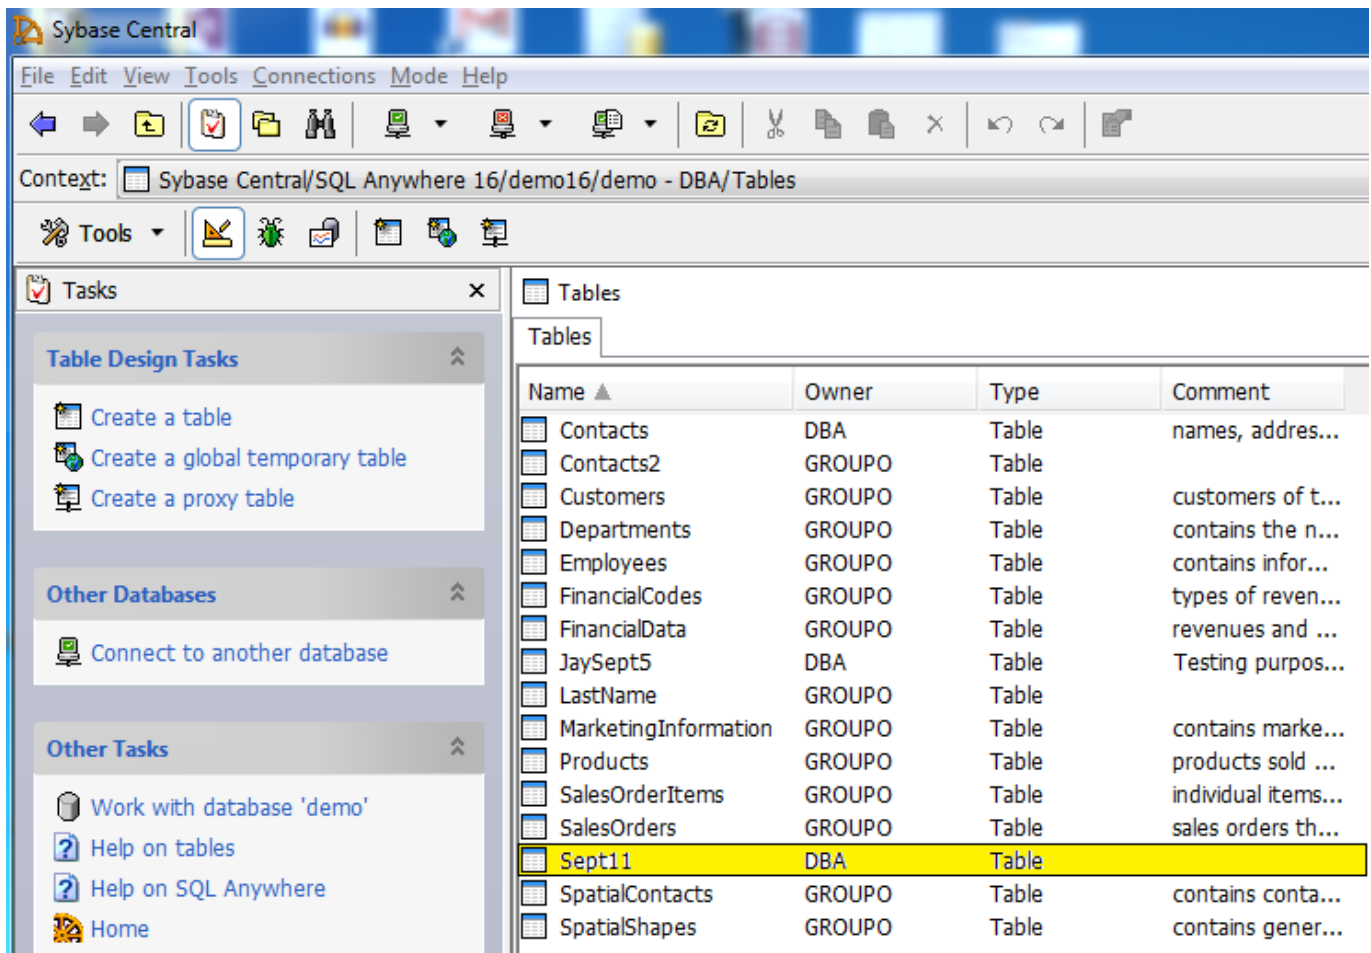 Sybase Central
File Edit View Tools Connections Mode Help
Context: Sybase Central/SQL Anywhere 16/demo16/demo - DBA/Tables
Tools
Tasks
Table Design Tasks
Create a table
Create a global temporary table
Create a proxy table
Other Databases
Connect to another database
Other Tasks
Work with database 'demo'
Help on tables
Help on SQL Anywhere
Home
Tables
Tables
Name Owner Type Comment
Contacts DBA Table names, addres...
Contacts2 GROUPO Table
Customers GROUPO Table customers of t...
Departments GROUPO Table contains the n...
Employees GROUPO Table contains infor...
FinancialCodes GROUPO Table types of reven...
FinancialData GROUPO Table revenues and ...
JaySept5 DBA Table Testing purpos...
LastName GROUPO Table
MarketingInformation GROUPO Table contains marke...
Products GROUPO Table products sold ...
SalesOrderItems GROUPO Table individual items...
SalesOrders GROUPO Table sales orders th...
Sept11 DBA Table
SpatialContacts GROUPO Table contains conta...
SpatialShapes GROUPO Table contains gener...